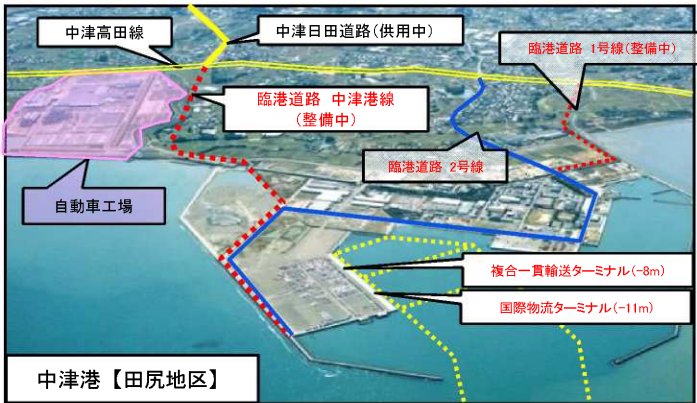 中津高田線
中津日田道路（供用中）
臨港道路 1号線（整備中）
臨港道路 中津港線
（整備中）
臨港道路 2号線
自動車工場
複合一貫輸送ターミナル（-8m）
国際物流ターミナル（-11m）
中津港【田尻地区】